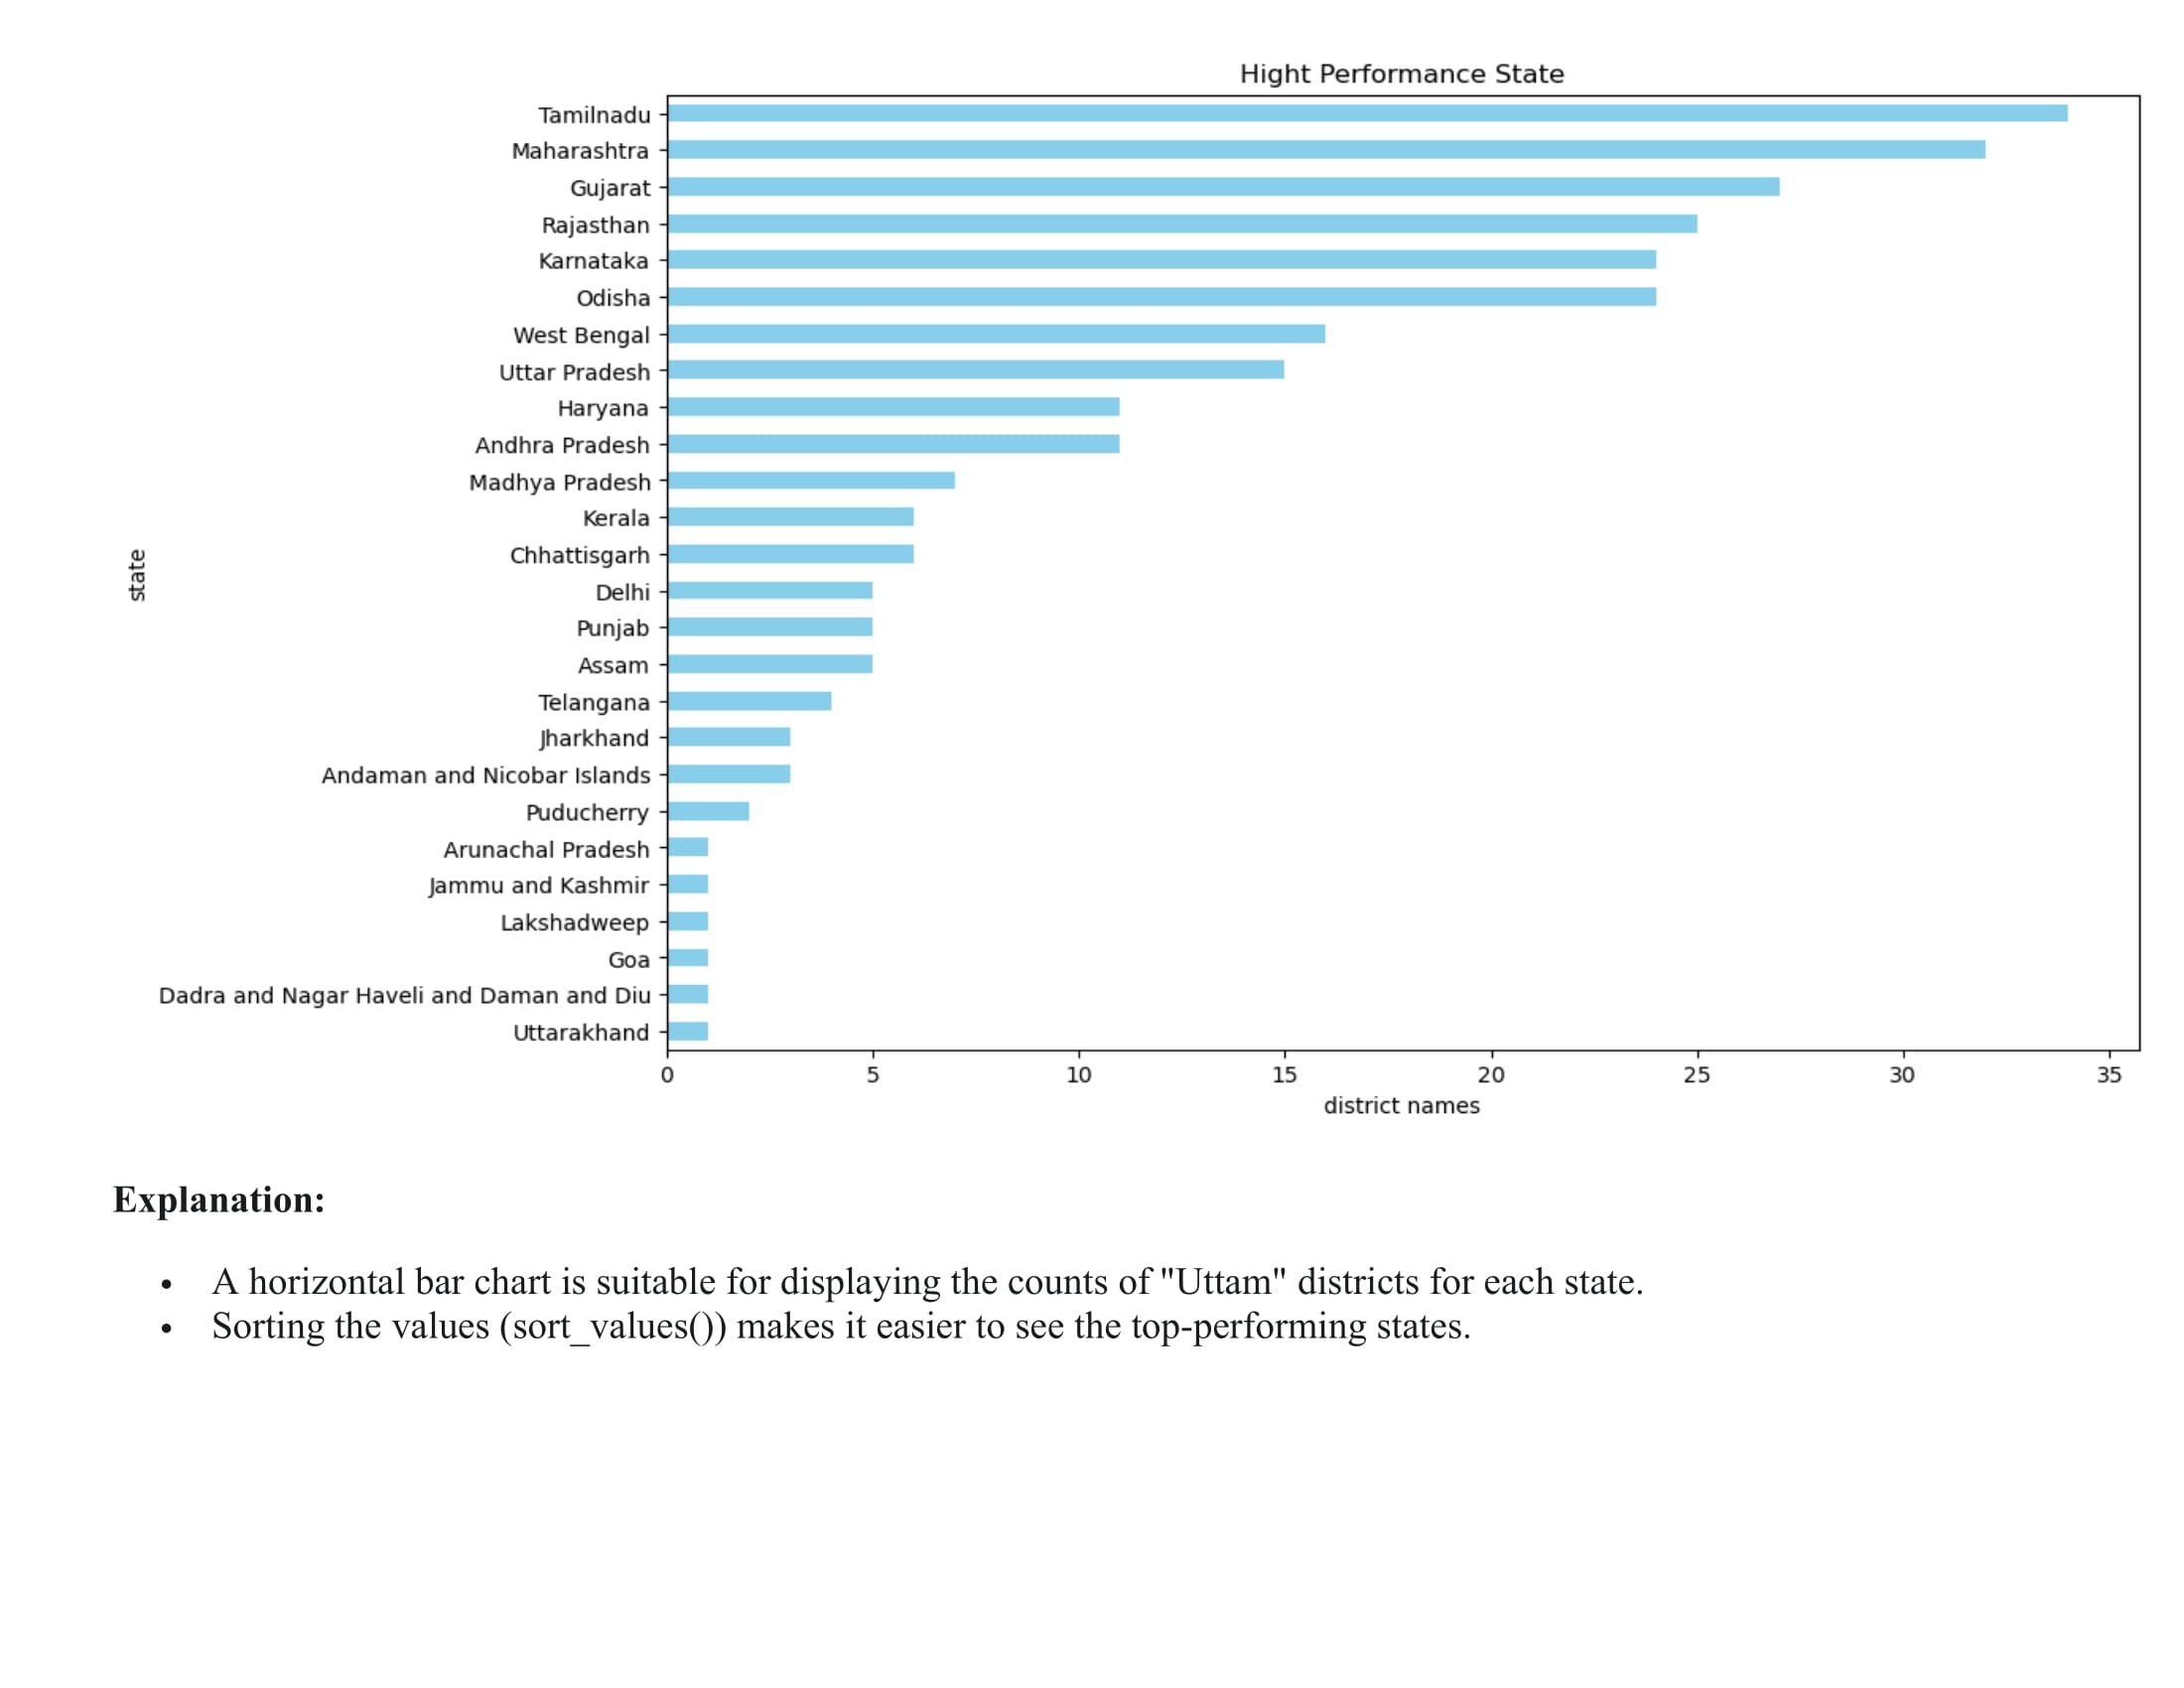 Hight Performance State
Tamilnadu
Maharashtra
Gujarat
Rajasthan
Karnataka
Odisha
West Bengal
Uttar Pradesh
Haryana
Andhra Pradesh
Madhya Pradesh
Kerala
Chhattisgarh
state
Delhi
Punjab
Assam
Telangana
Jharkhand
Andaman and Nicobar Islands
Puducherry
Arunachal Pradesh
Jammu and Kashmir
Lakshadweep
Goa
Dadra and Nagar Haveli and Daman and Diu
Uttarakhand
0 5 10 15 20 25 30 35
district names
Explanation:
• A horizontal bar chart is suitable for displaying the counts of "Uttam" districts for each state.
• Sorting the values (sort_values()) makes it easier to see the top-performing states.